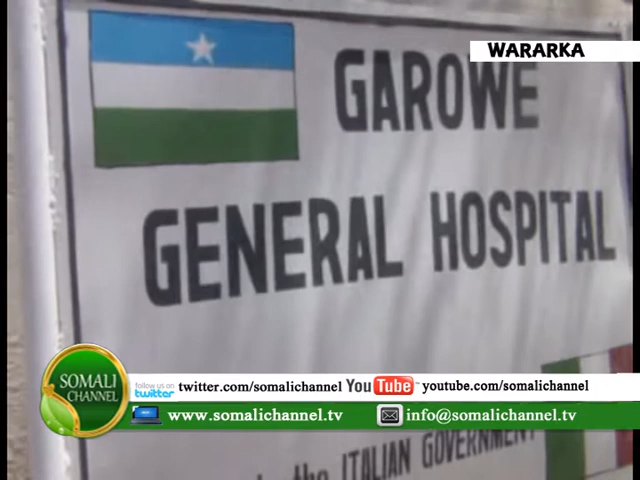 WARARKA
GAROWE
GENERAL HOSPITAL
SOMALI
CHANNEL
follow us on
twitter
twitter.com/somalichannel
YouTube
youtube.com/somalichannel
www.somalichannel.tv
info@somalichannel.tv
the ITALIAN GOVERNMENT